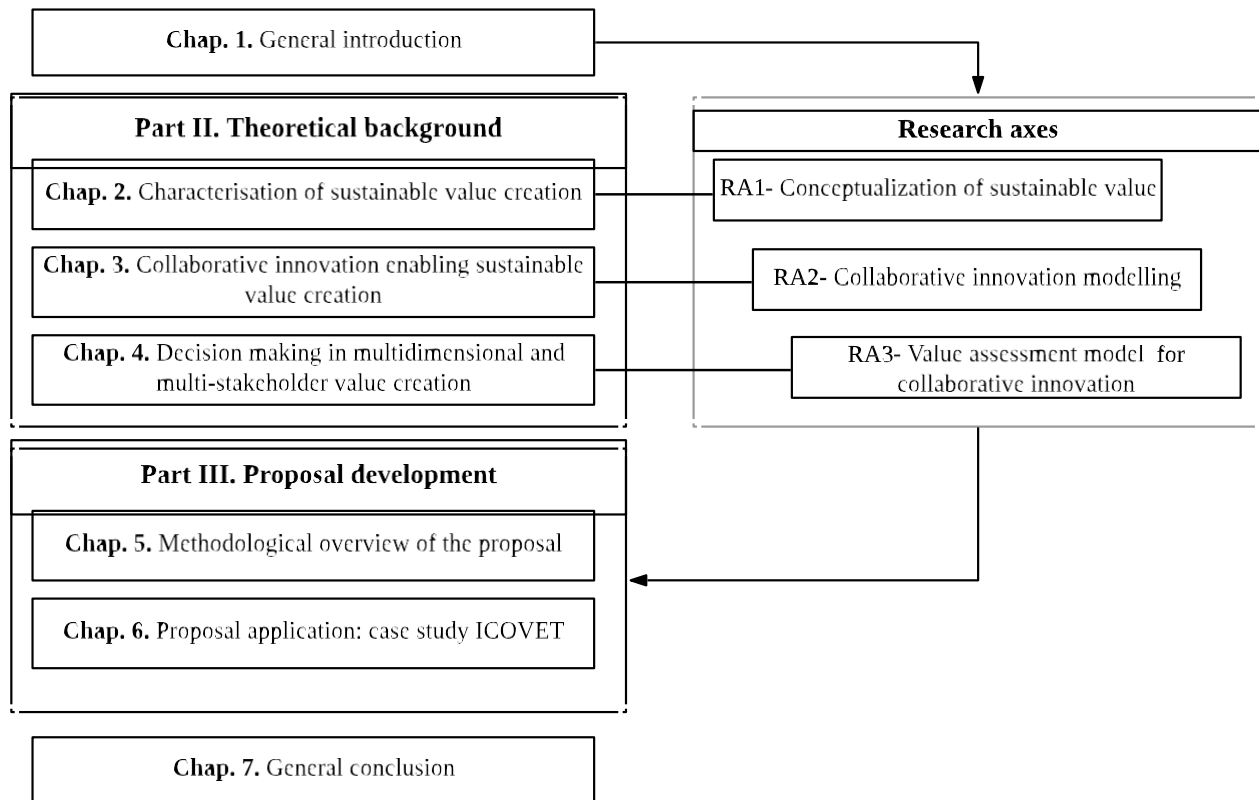 Chap. 1. General introduction
Part II. Theoretical background
Chap. 2. Characterisation of sustainable value creation
Chap. 3. Collaborative innovation enabling sustainable
value creation
Chap. 4. Decision making in multidimensional and
multi-stakeholder value creation
Research axes
RA1- Conceptualization of sustainable value
RA2- Collaborative innovation modelling
RA3- Value assessment model for
collaborative innovation
Part III. Proposal development
Chap. 5. Methodological overview of the proposal
Chap. 6. Proposal application: case study ICOVET
Chap. 7. General conclusion